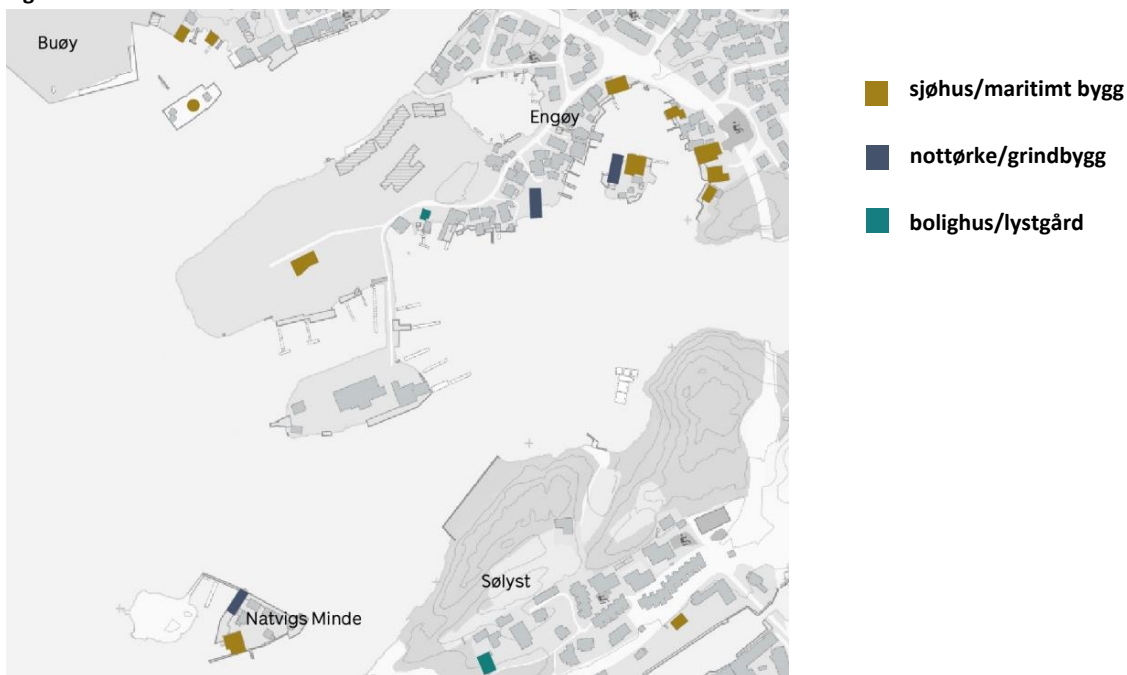 Buøy
Engøy
Sølyst
Natvigs Minde
sjøhus/maritimt bygg
nottørke/grindbygg
bolighus/lystgård